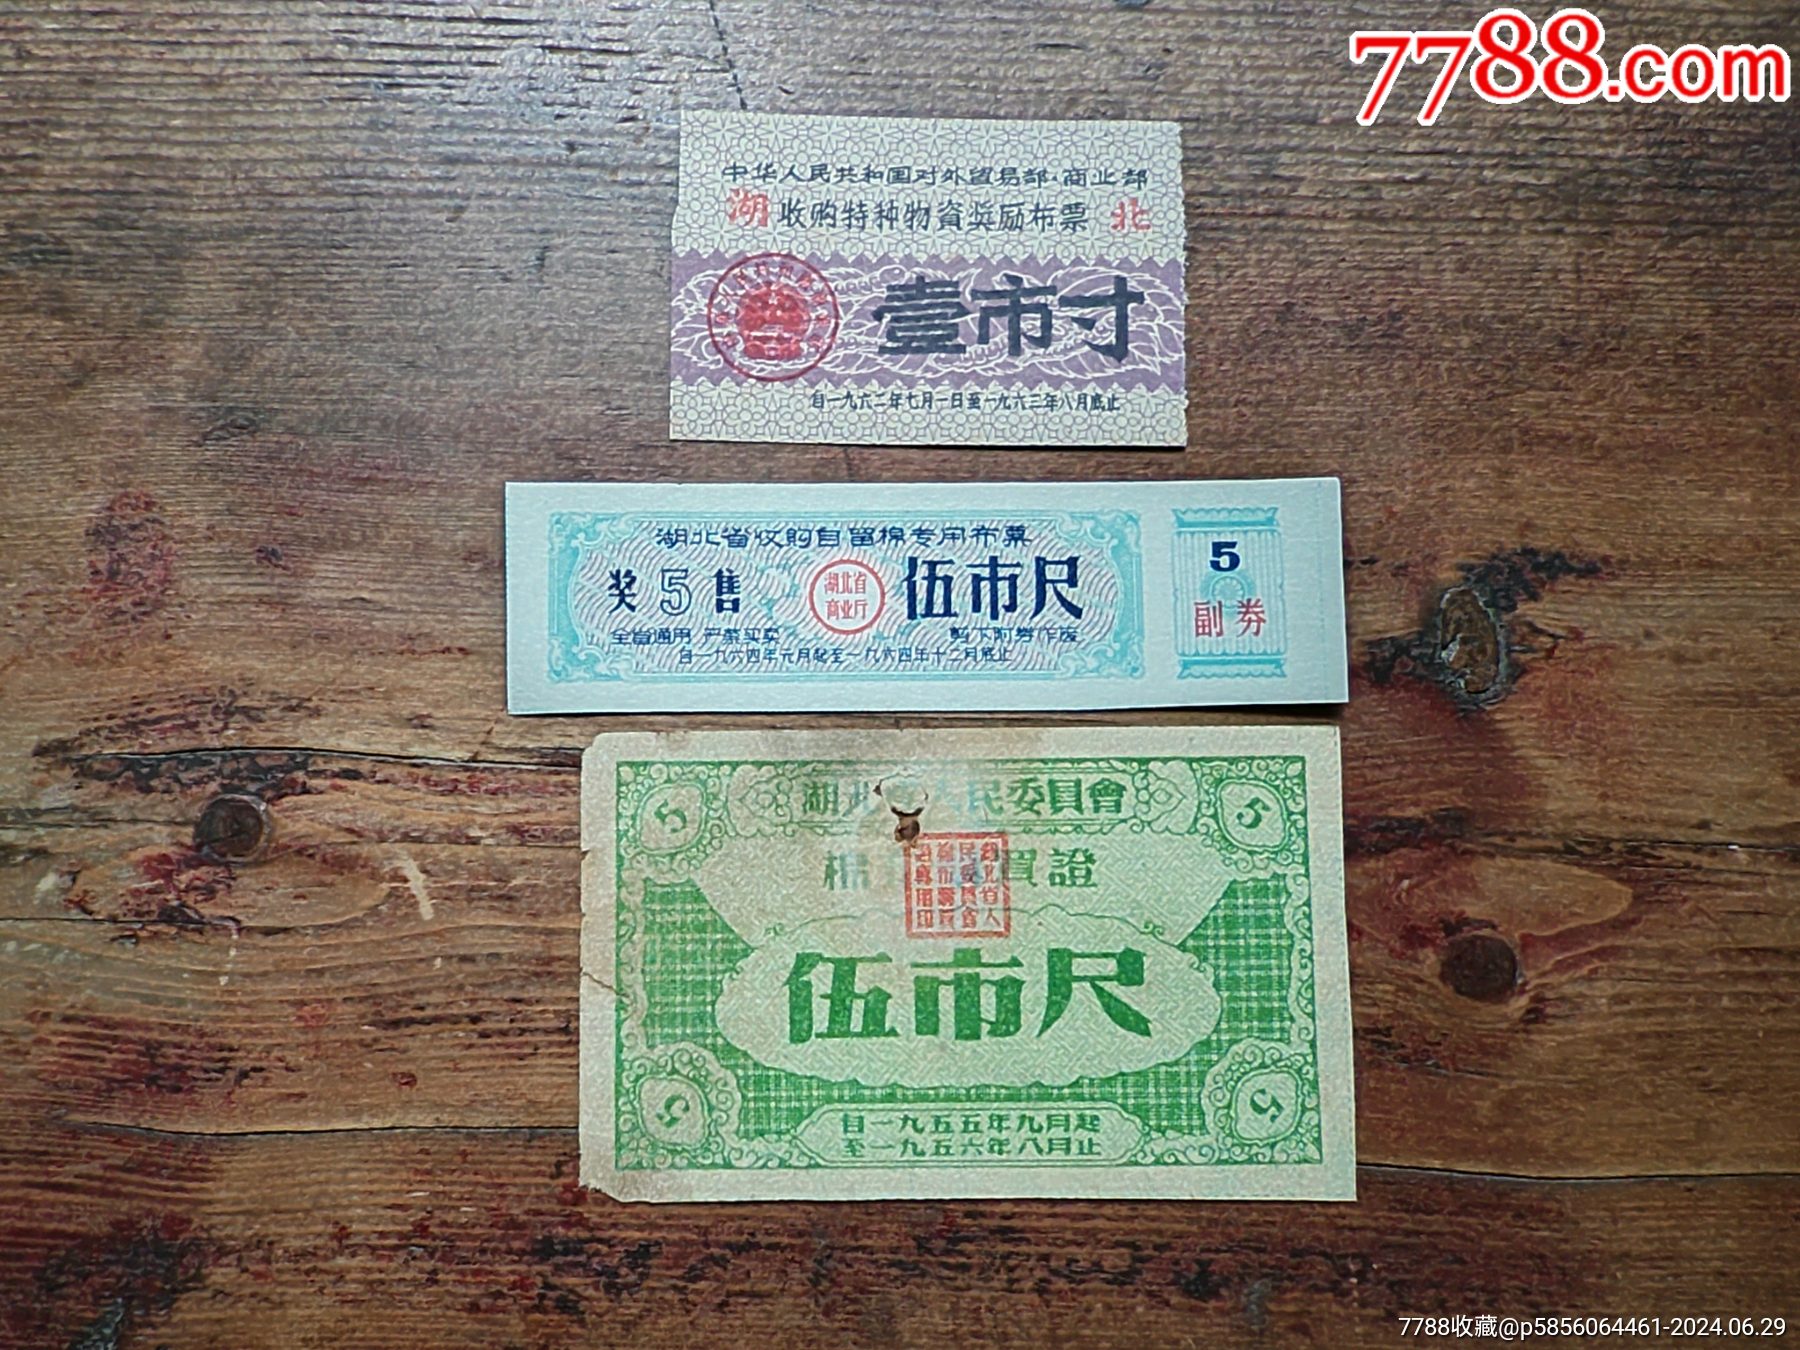 7788.com
中华人民共和国对外贸易部·商业部
湖 收购特种物資奖励布票 北
壹市寸
自一九六二年七月一日至一九六三年八月底止
湖北省收购自留棉专用布票
奖5售
湖北省
商业厅
伍市尺
全省通用 严禁买卖
剪下附券作废
自一九六四年元月起至一九六四年十二月底止
5
副券
5
湖北 人民委員會
5
棉 買證
伍市尺
5
自一九五五年九月起
至一九五六年八月止
5
7788收藏@p5856064461-2024.06.29